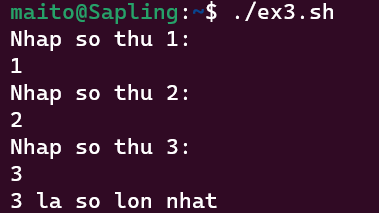 maito@Sapling:~$ ./ex3.sh
Nhap so thu 1:
1
Nhap so thu 2:
2
Nhap so thu 3:
3
3 la so lon nhat